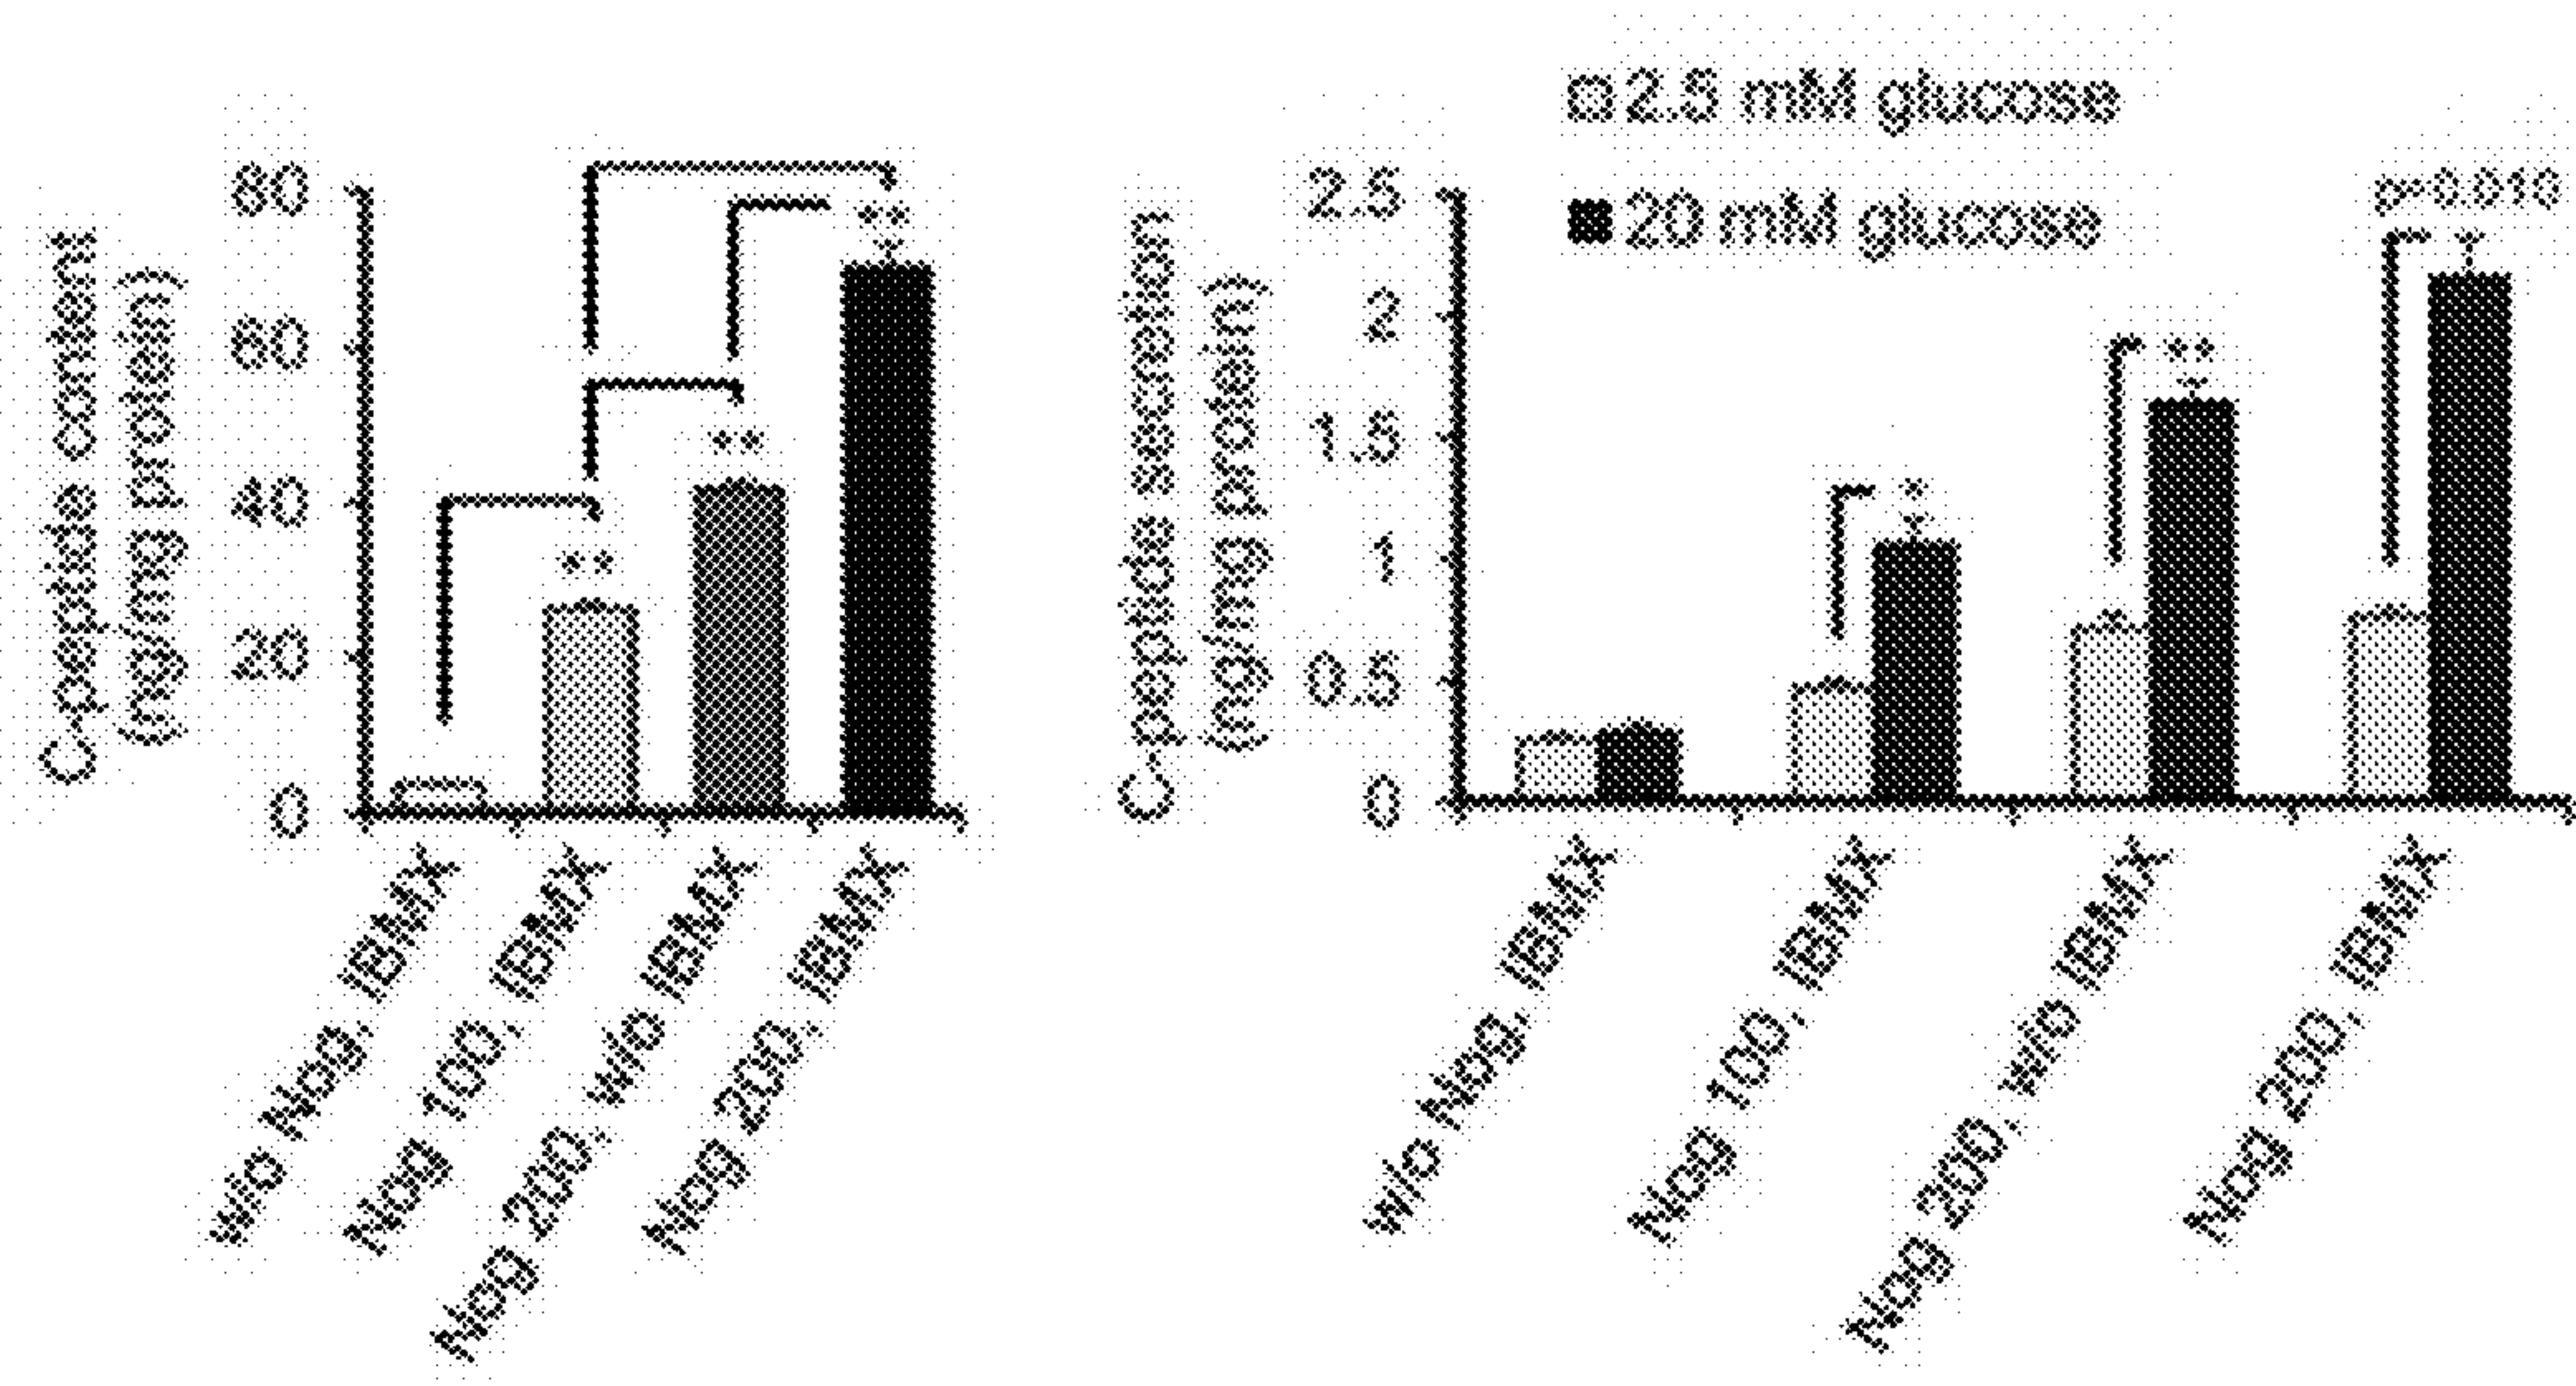 C-peptide content
(ng/mg protein)
80
60
40
20
0
w/o Nog, IBMX
Nog 100, IBMX
Nog 200, w/o IBMX
Nog 200, IBMX
C-peptide secretion
(ng/mg protein)
2.5
2
1.5
1
0.5
0
2.5 mM glucose
20 mM glucose
**
**
**
*
**
p=0.010
w/o Nog, IBMX
Nog 100, IBMX
Nog 200, w/o IBMX
Nog 200, IBMX